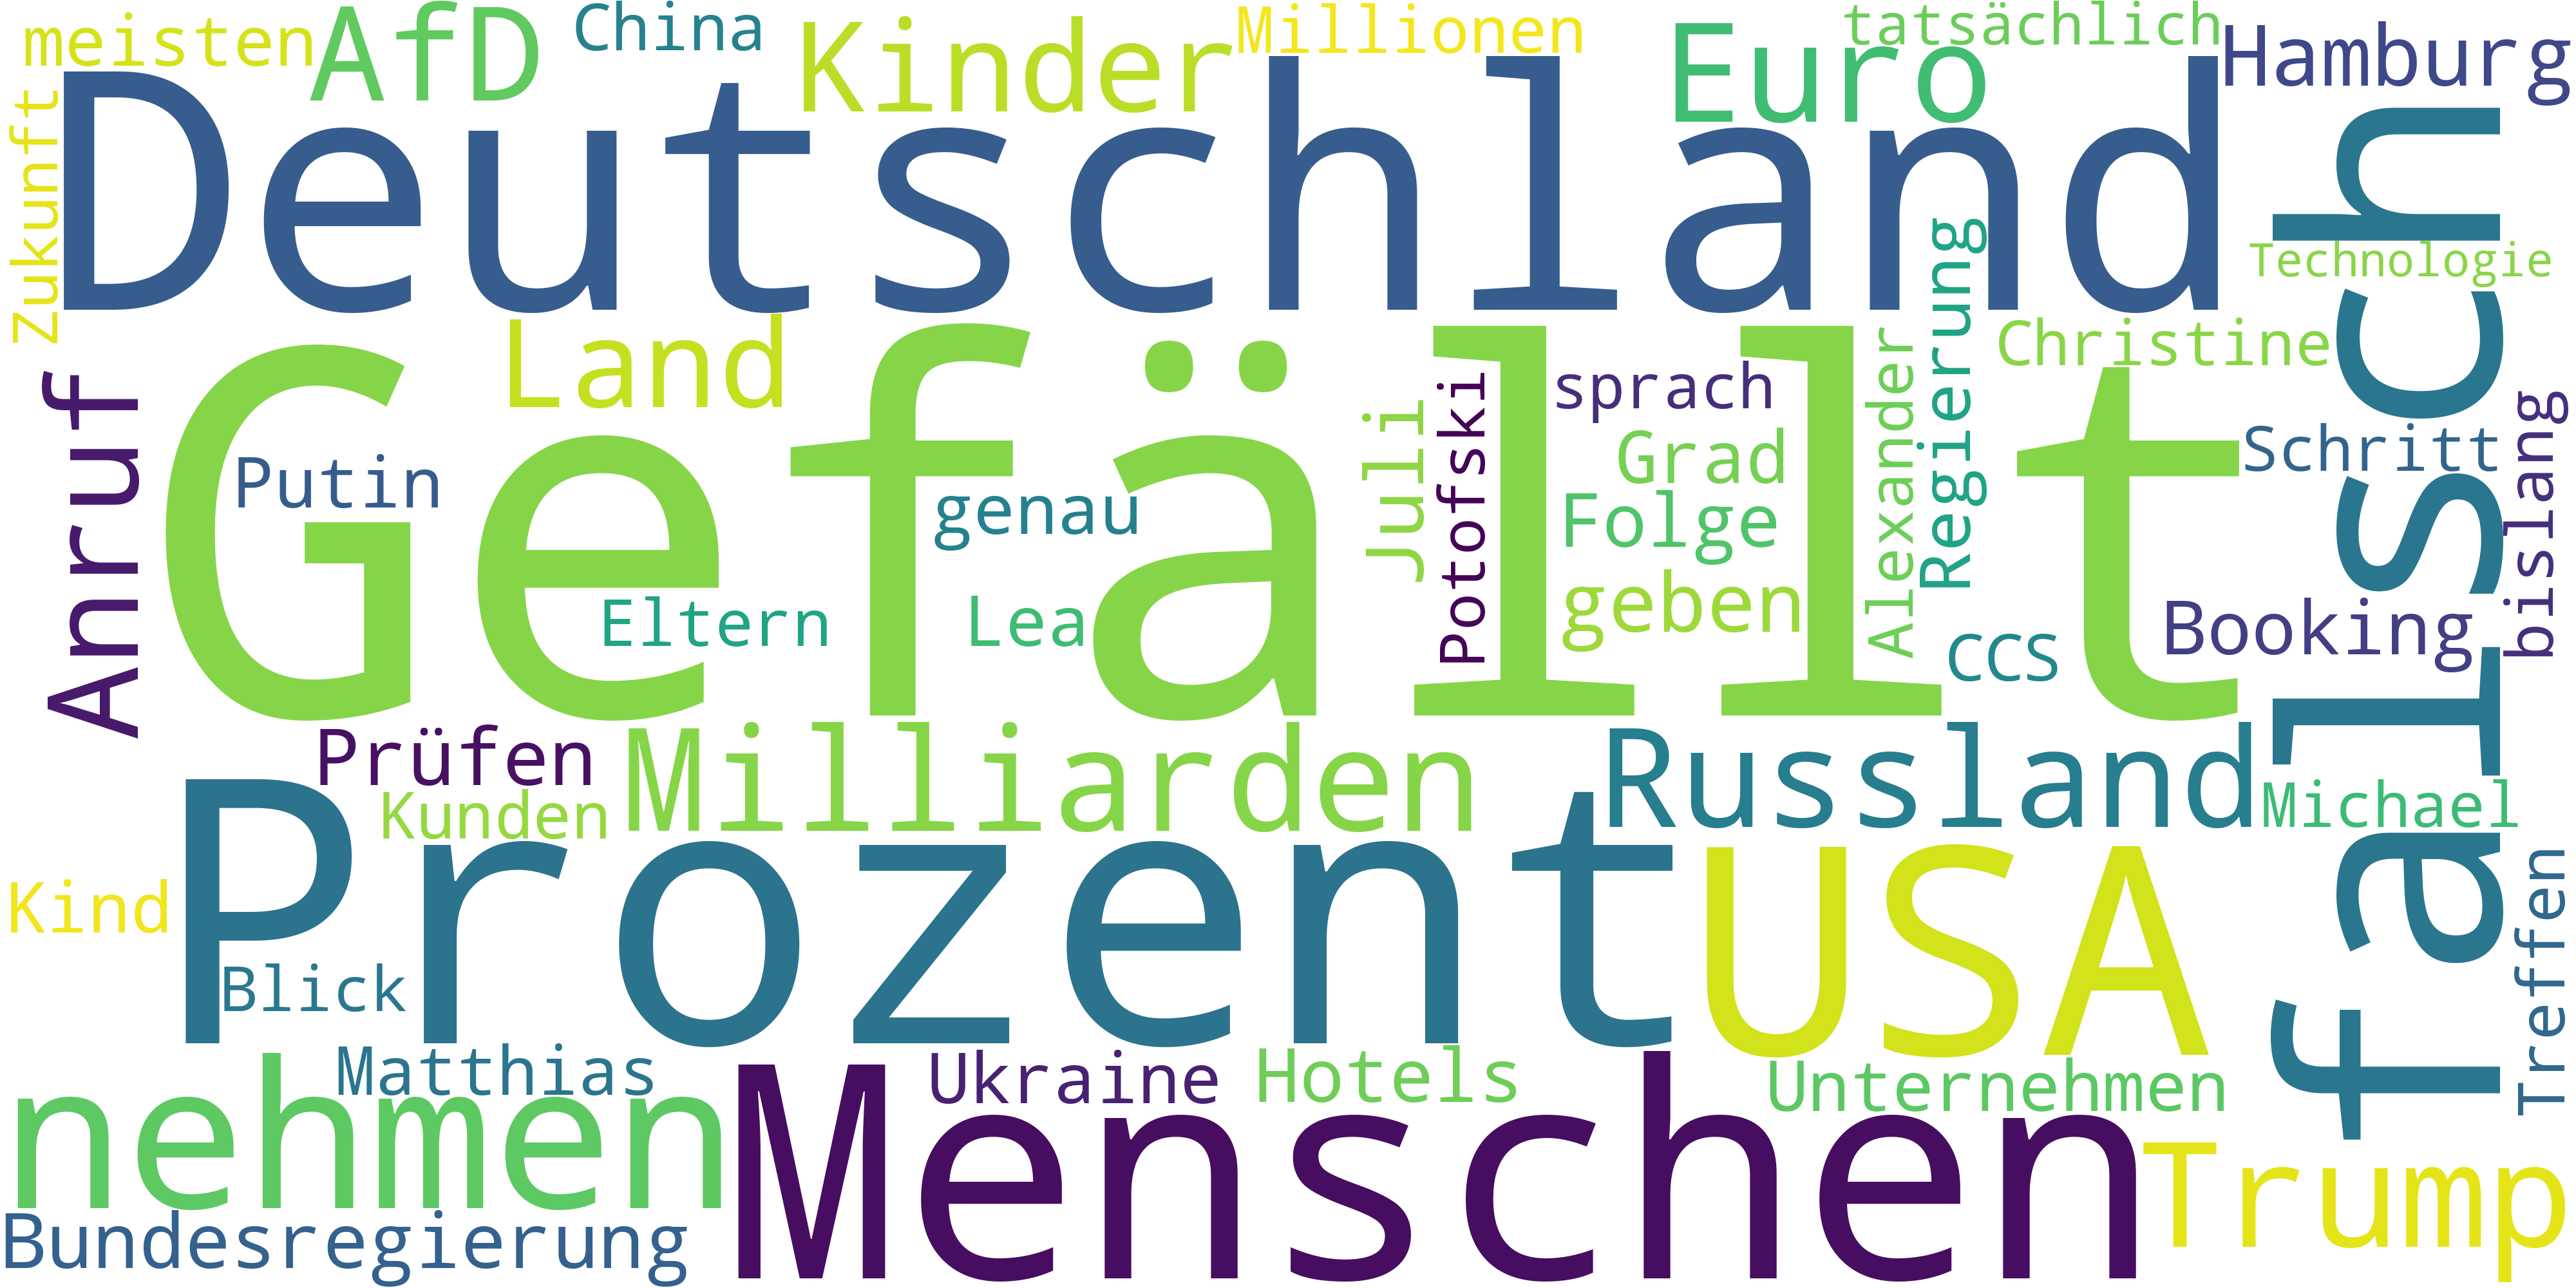 meisten
AfD
China
Kinder
Millionen
Euro
tatsächlich
Hamburg
Zukunft
Deutschland
falsch
Technologie
Land
Gefällt
Anruf
Putin
genau
Eltern
Lea
Juli
Potofski
sprach
Grad
Folge
geben
Alexander
Regierung
Christine
Schritt
bislang
CCS
Booking
Prüfen
Kunden
Milliarden
Russland
Michael
Kind
Prozent
Blick
USA
Treffen
nehmen
Matthias
Ukraine
Hotels
Unternehmen
Menschen
Trump
Bundesregierung